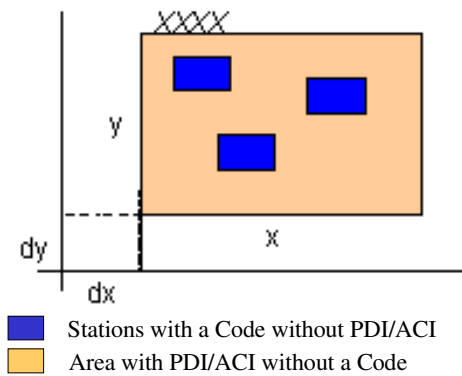 XXXX
y
x
dy
dx
Stations with a Code without PDI/ACI
Area with PDI/ACI without a Code